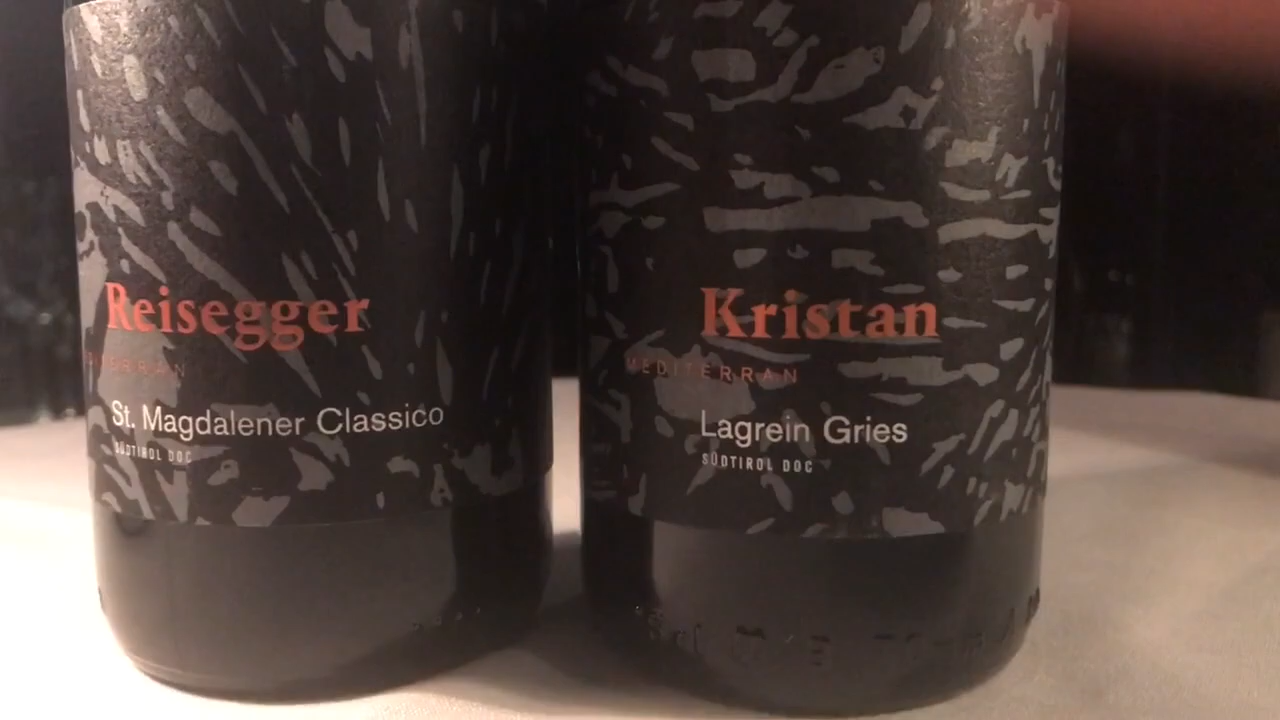 Reisegger
St. Magdalener Classico
SÜDTIROL DOC
Kristan
MEDITERRAN
Lagrein Gries
SÜDTIROL DOC